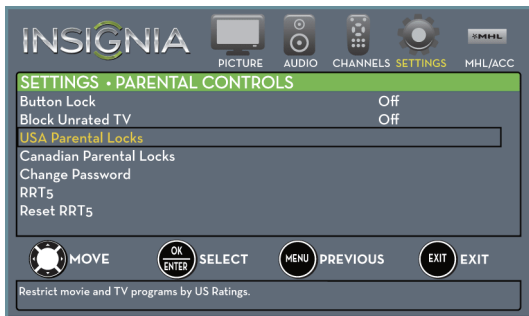 INSIGNIA
PICTURE AUDIO CHANNELS SETTINGS MHL/ACC
MHL
SETTINGS • PARENTAL CONTROLS
Button Lock Off
Block Unrated TV Off
USA Parental Locks
Canadian Parental Locks
Change Password
RRT5
Reset RRT5
MOVE OK ENTER SELECT MENU PREVIOUS EXIT EXIT
Restrict movie and TV programs by US Ratings.